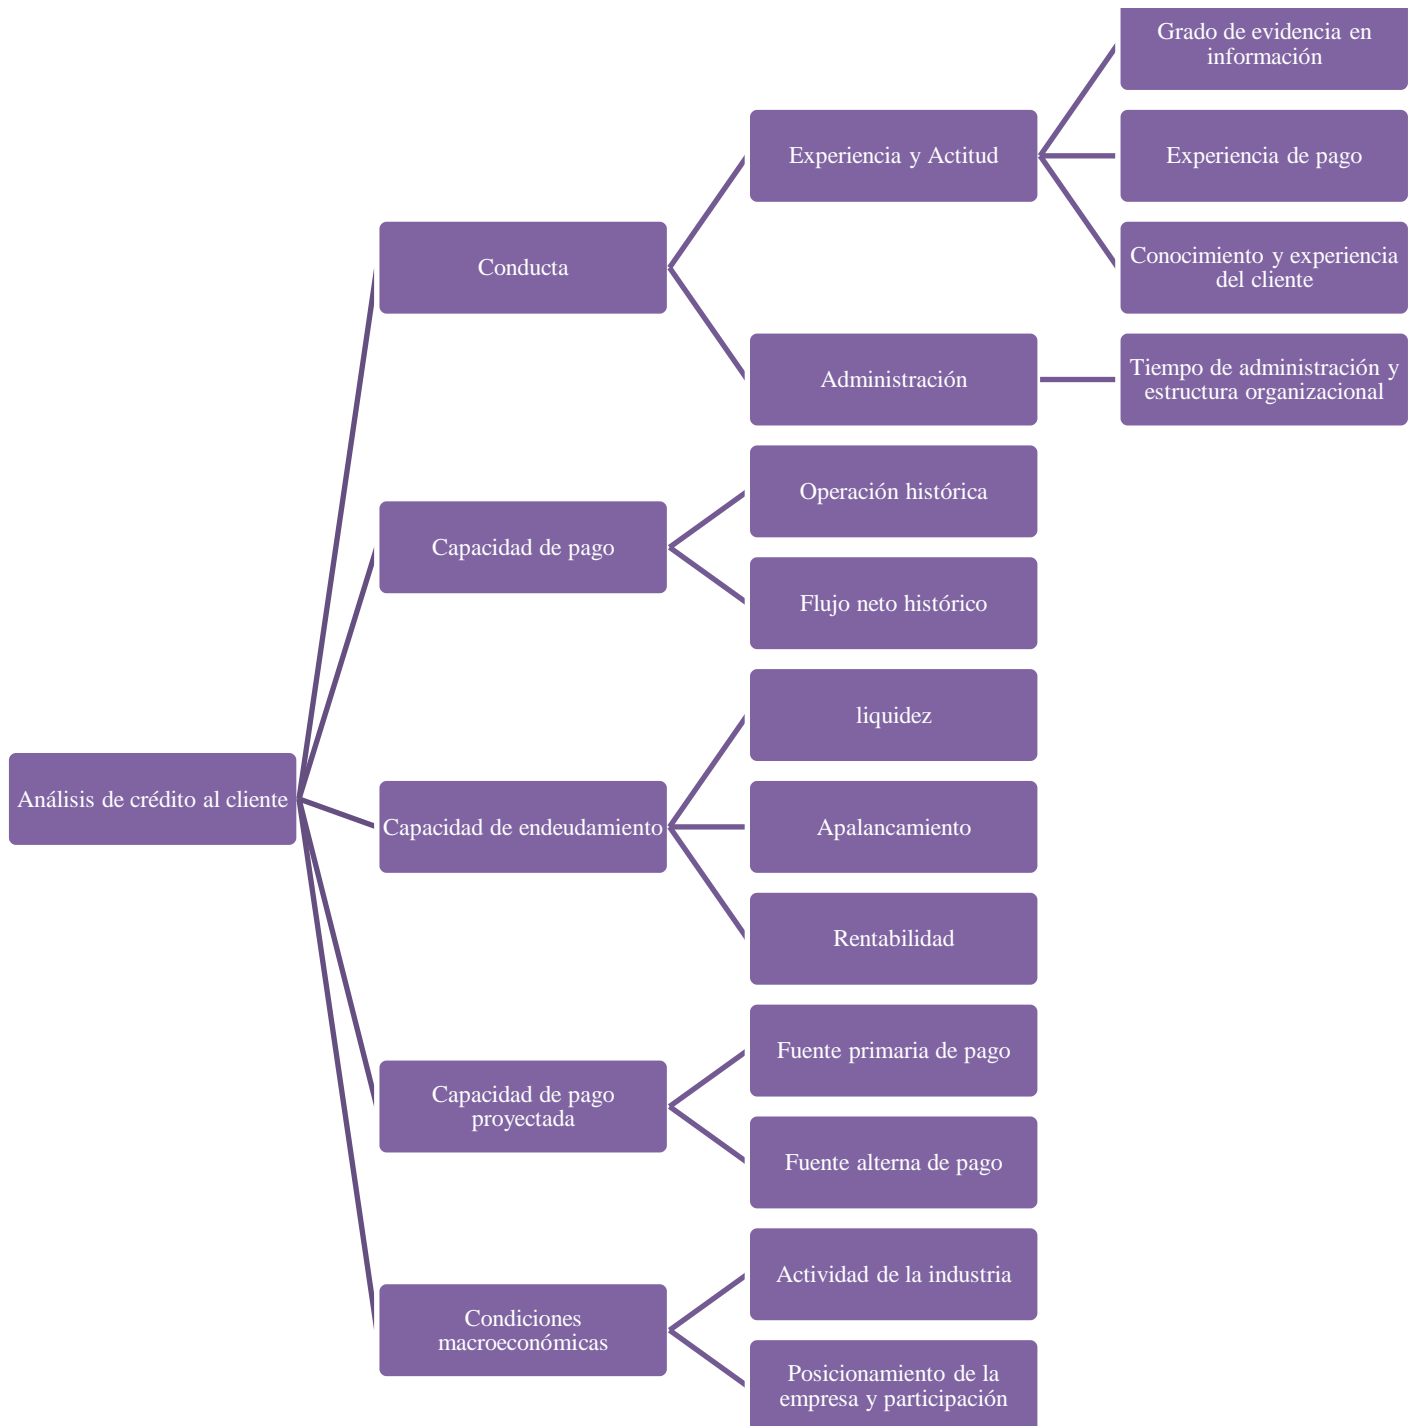 Análisis de crédito al cliente
Conducta
Experiencia y Actitud
Grado de evidencia en
información
Experiencia de pago
Conocimiento y experiencia
del cliente
Administración
Tiempo de administración y
estructura organizacional
Capacidad de pago
Operación histórica
Flujo neto histórico
Capacidad de endeudamiento
liquidez
Apalancamiento
Rentabilidad
Capacidad de pago
proyectada
Fuente primaria de pago
Fuente alterna de pago
Condiciones
macroeconómicas
Actividad de la industria
Posicionamiento de la
empresa y participación